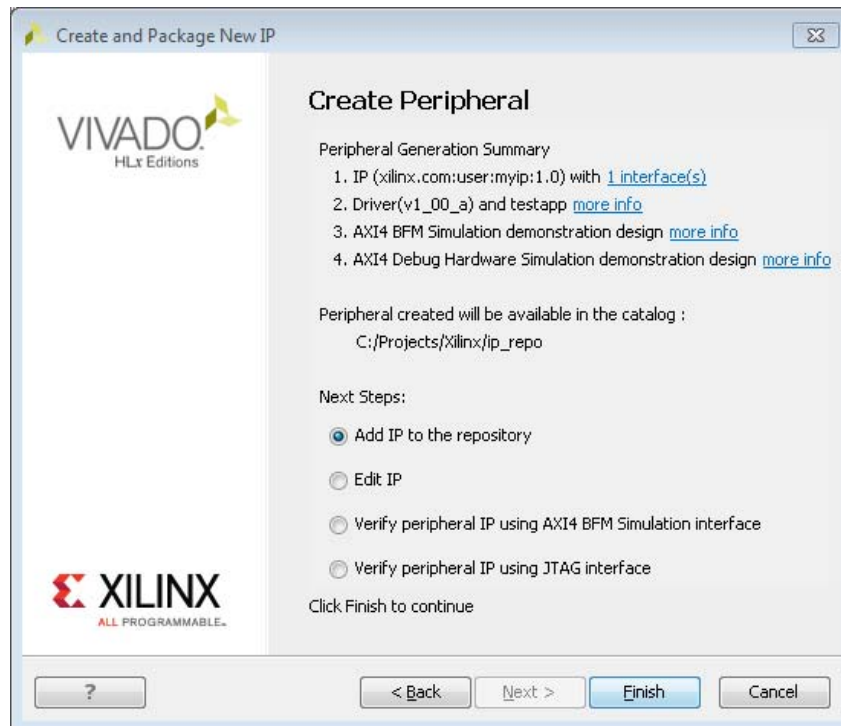 Create and Package New IP
VIVADO.
HLx Editions
Create Peripheral
Peripheral Generation Summary
1. IP (xilinx.com:user:myip:1.0) with 1 interface(s)
2. Driver(v1_00_a) and testapp more info
3. AXI4 BFM Simulation demonstration design more info
4. AXI4 Debug Hardware Simulation demonstration design more info
Peripheral created will be available in the catalog :
C:/Projects/Xilinx/ip_repo
Next Steps:
Add IP to the repository
Edit IP
Verify peripheral IP using AXI4 BFM Simulation interface
Verify peripheral IP using JTAG interface
Click Finish to continue
XILINX
ALL PROGRAMMABLE™
? < Back Next > Finish Cancel